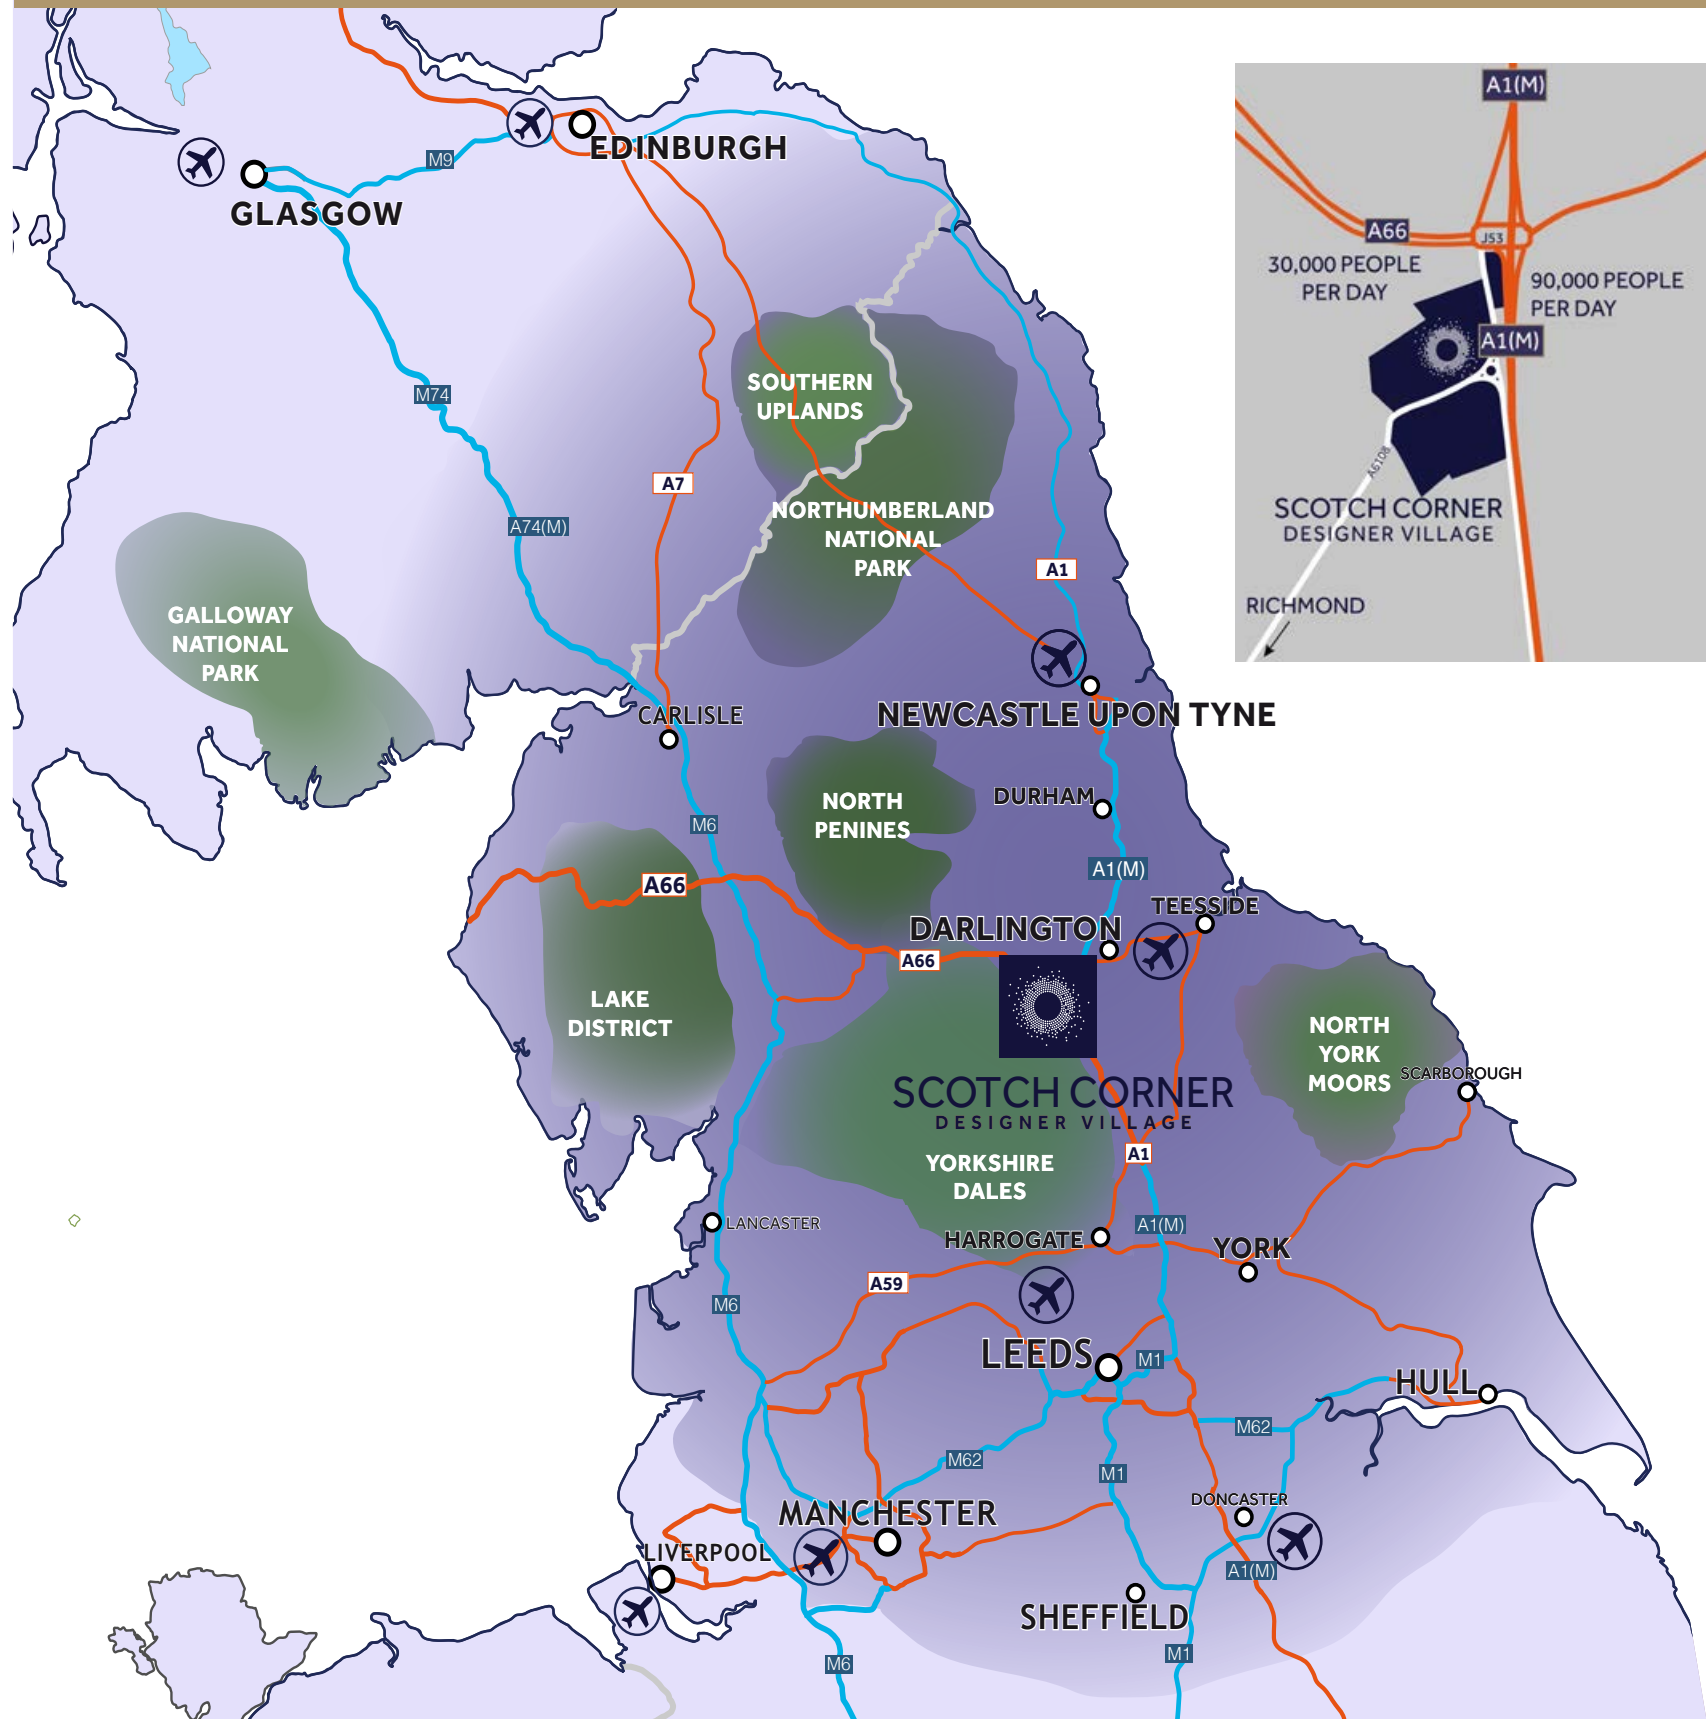 EDINBURGH
M9
GLASGOW
M74
SOUTHERN
UPLANDS
A7
NORTHUMBERLAND
NATIONAL
PARK
A74(M)
A1
GALLOWAY
NATIONAL
PARK
CARLISLE
NEWCASTLE UPON TYNE
NORTH
PENINES
DURHAM
M6
A1(M)
A66
TEESSIDE
DARLINGTON
A66
LAKE
DISTRICT
NORTH
YORK
MOORS
SCARBOROUGH
SCOTCH CORNER
DESIGNER VILLAGE
A1
YORKSHIRE
DALES
LANCASTER
A1(M)
HARROGATE
YORK
A59
M6
LEEDS
M1
HULL
M62
M62
M1
DONCASTER
MANCHESTER
LIVERPOOL
A1(M)
SHEFFIELD
M1
M6
A1(M)
A66
J53
30,000 PEOPLE
PER DAY
90,000 PEOPLE
PER DAY
A1(M)
A6108
SCOTCH CORNER
DESIGNER VILLAGE
RICHMOND